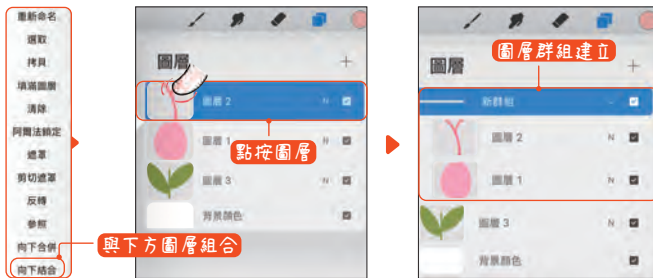 重新命名
選取
拷貝
填滿圖層
清除
阿爾法鎖定
遮罩
剪切遮罩
反轉
參照
向下合併
向下結合
與下方圖層組合
圖層
圖層 2 N
圖層 1 N
點按圖層
圖層 3 N
背景顏色
圖層群組建立
圖層
新群組
圖層 2 N
圖層 1 N
圖層 3 N
背景顏色